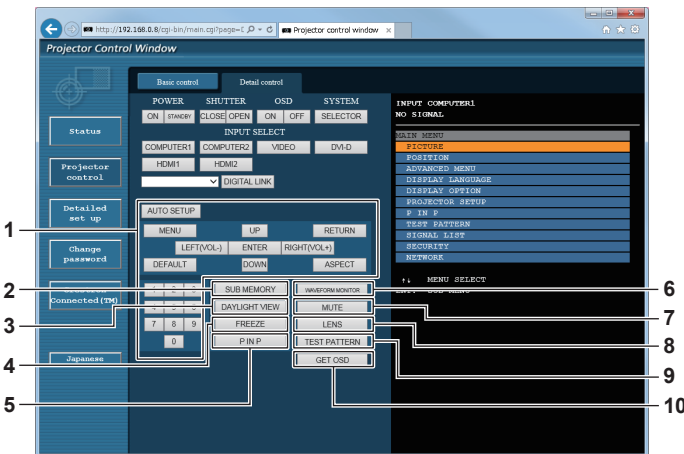 http://192.168.0.8/cgi-bin/main.cgi?page=
Projector control window
Projector Control Window
Basic control
Detail control
POWER SHUTTER OSD SYSTEM
ON STANDBY CLOSE OPEN ON OFF SELECTOR
INPUT SELECT
COMPUTER1 COMPUTER2 VIDEO DVI-D
HDMI1 HDMI2
DIGITAL LINK
AUTO SETUP
MENU UP RETURN
LEFT(VOL-) ENTER RIGHT(VOL+)
DEFAULT DOWN ASPECT
SUB MEMORY WAVEFORM MONITOR
DAYLIGHT VIEW MUTE
7 8 9 FREEZE LENS
0 P IN P TEST PATTERN
GET OSD
Status
Projector
control
Detailed
set up
Change
password
Connected(TM)
Japanese
INPUT COMPUTER1
NO SIGNAL
MAIN MENU
PICTURE
POSITION
ADVANCED MENU
DISPLAY LANGUAGE
DISPLAY OPTION
PROJECTOR SETUP
P IN P
TEST PATTERN
SIGNAL LIST
SECURITY
NETWORK
↑↓ MENU SELECT
1
2
3
4
5
6
7
8
9
10